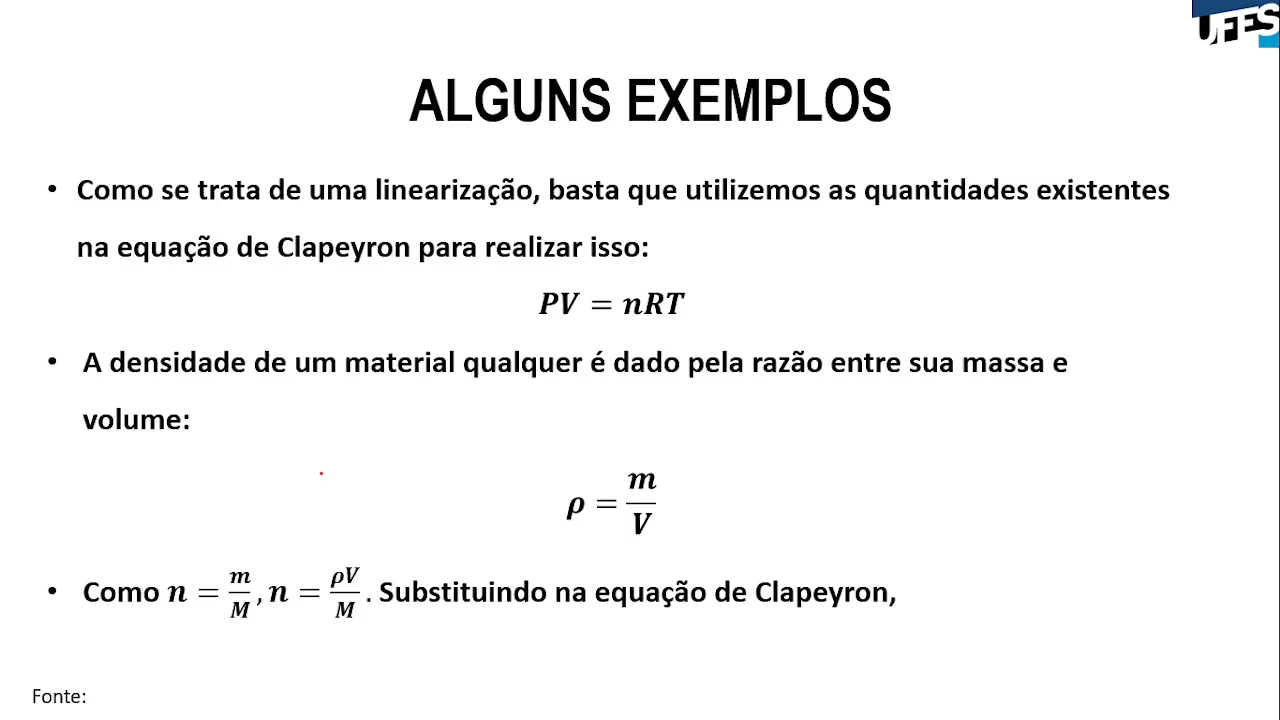 UFES
ALGUNS EXEMPLOS
• Como se trata de uma linearização, basta que utilizemos as quantidades existentes
na equação de Clapeyron para realizar isso:
PV = nRT
• A densidade de um material qualquer é dado pela razão entre sua massa e
volume:
ρ = m/V
• Como n = m/M, n = ρV/M. Substituindo na equação de Clapeyron,
Fonte: